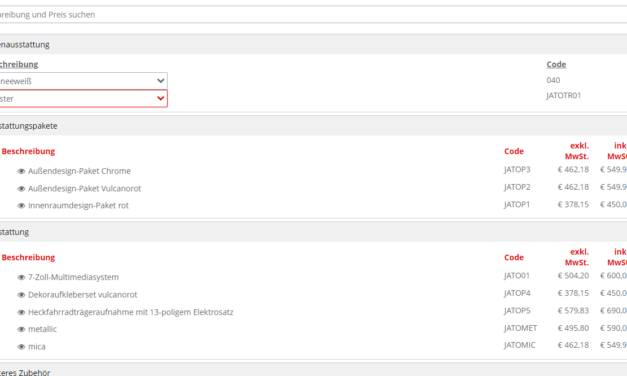 reibung und Preis suchen
enausstattung
chreibung Code
neeweiß 040
ster JATOTR01
stattungspakete
Beschreibung Code exkl. MwSt. ink MwS
Außendesign-Paket Chrome JATOP3 € 462,18 € 549,9
Außendesign-Paket Vulcanorot JATOP2 € 462,18 € 549,9
Innenraumdesign-Paket rot JATOP1 € 378,15 € 450,0
stattung
Beschreibung Code exkl. MwSt. ink MwS
7-Zoll-Multimediasystem JATO01 € 504,20 € 600,0
Dekoraufkleberset vulcanorot JATOP4 € 378,15 € 450,0
Heckfahrradträgeraufnahme mit 13-poligem Elektrosatz JATOP5 € 579,83 € 690,0
metallic JATOMET € 495,80 € 590,0
mica JATOMIC € 462,18 € 549,9
teres Zubehör